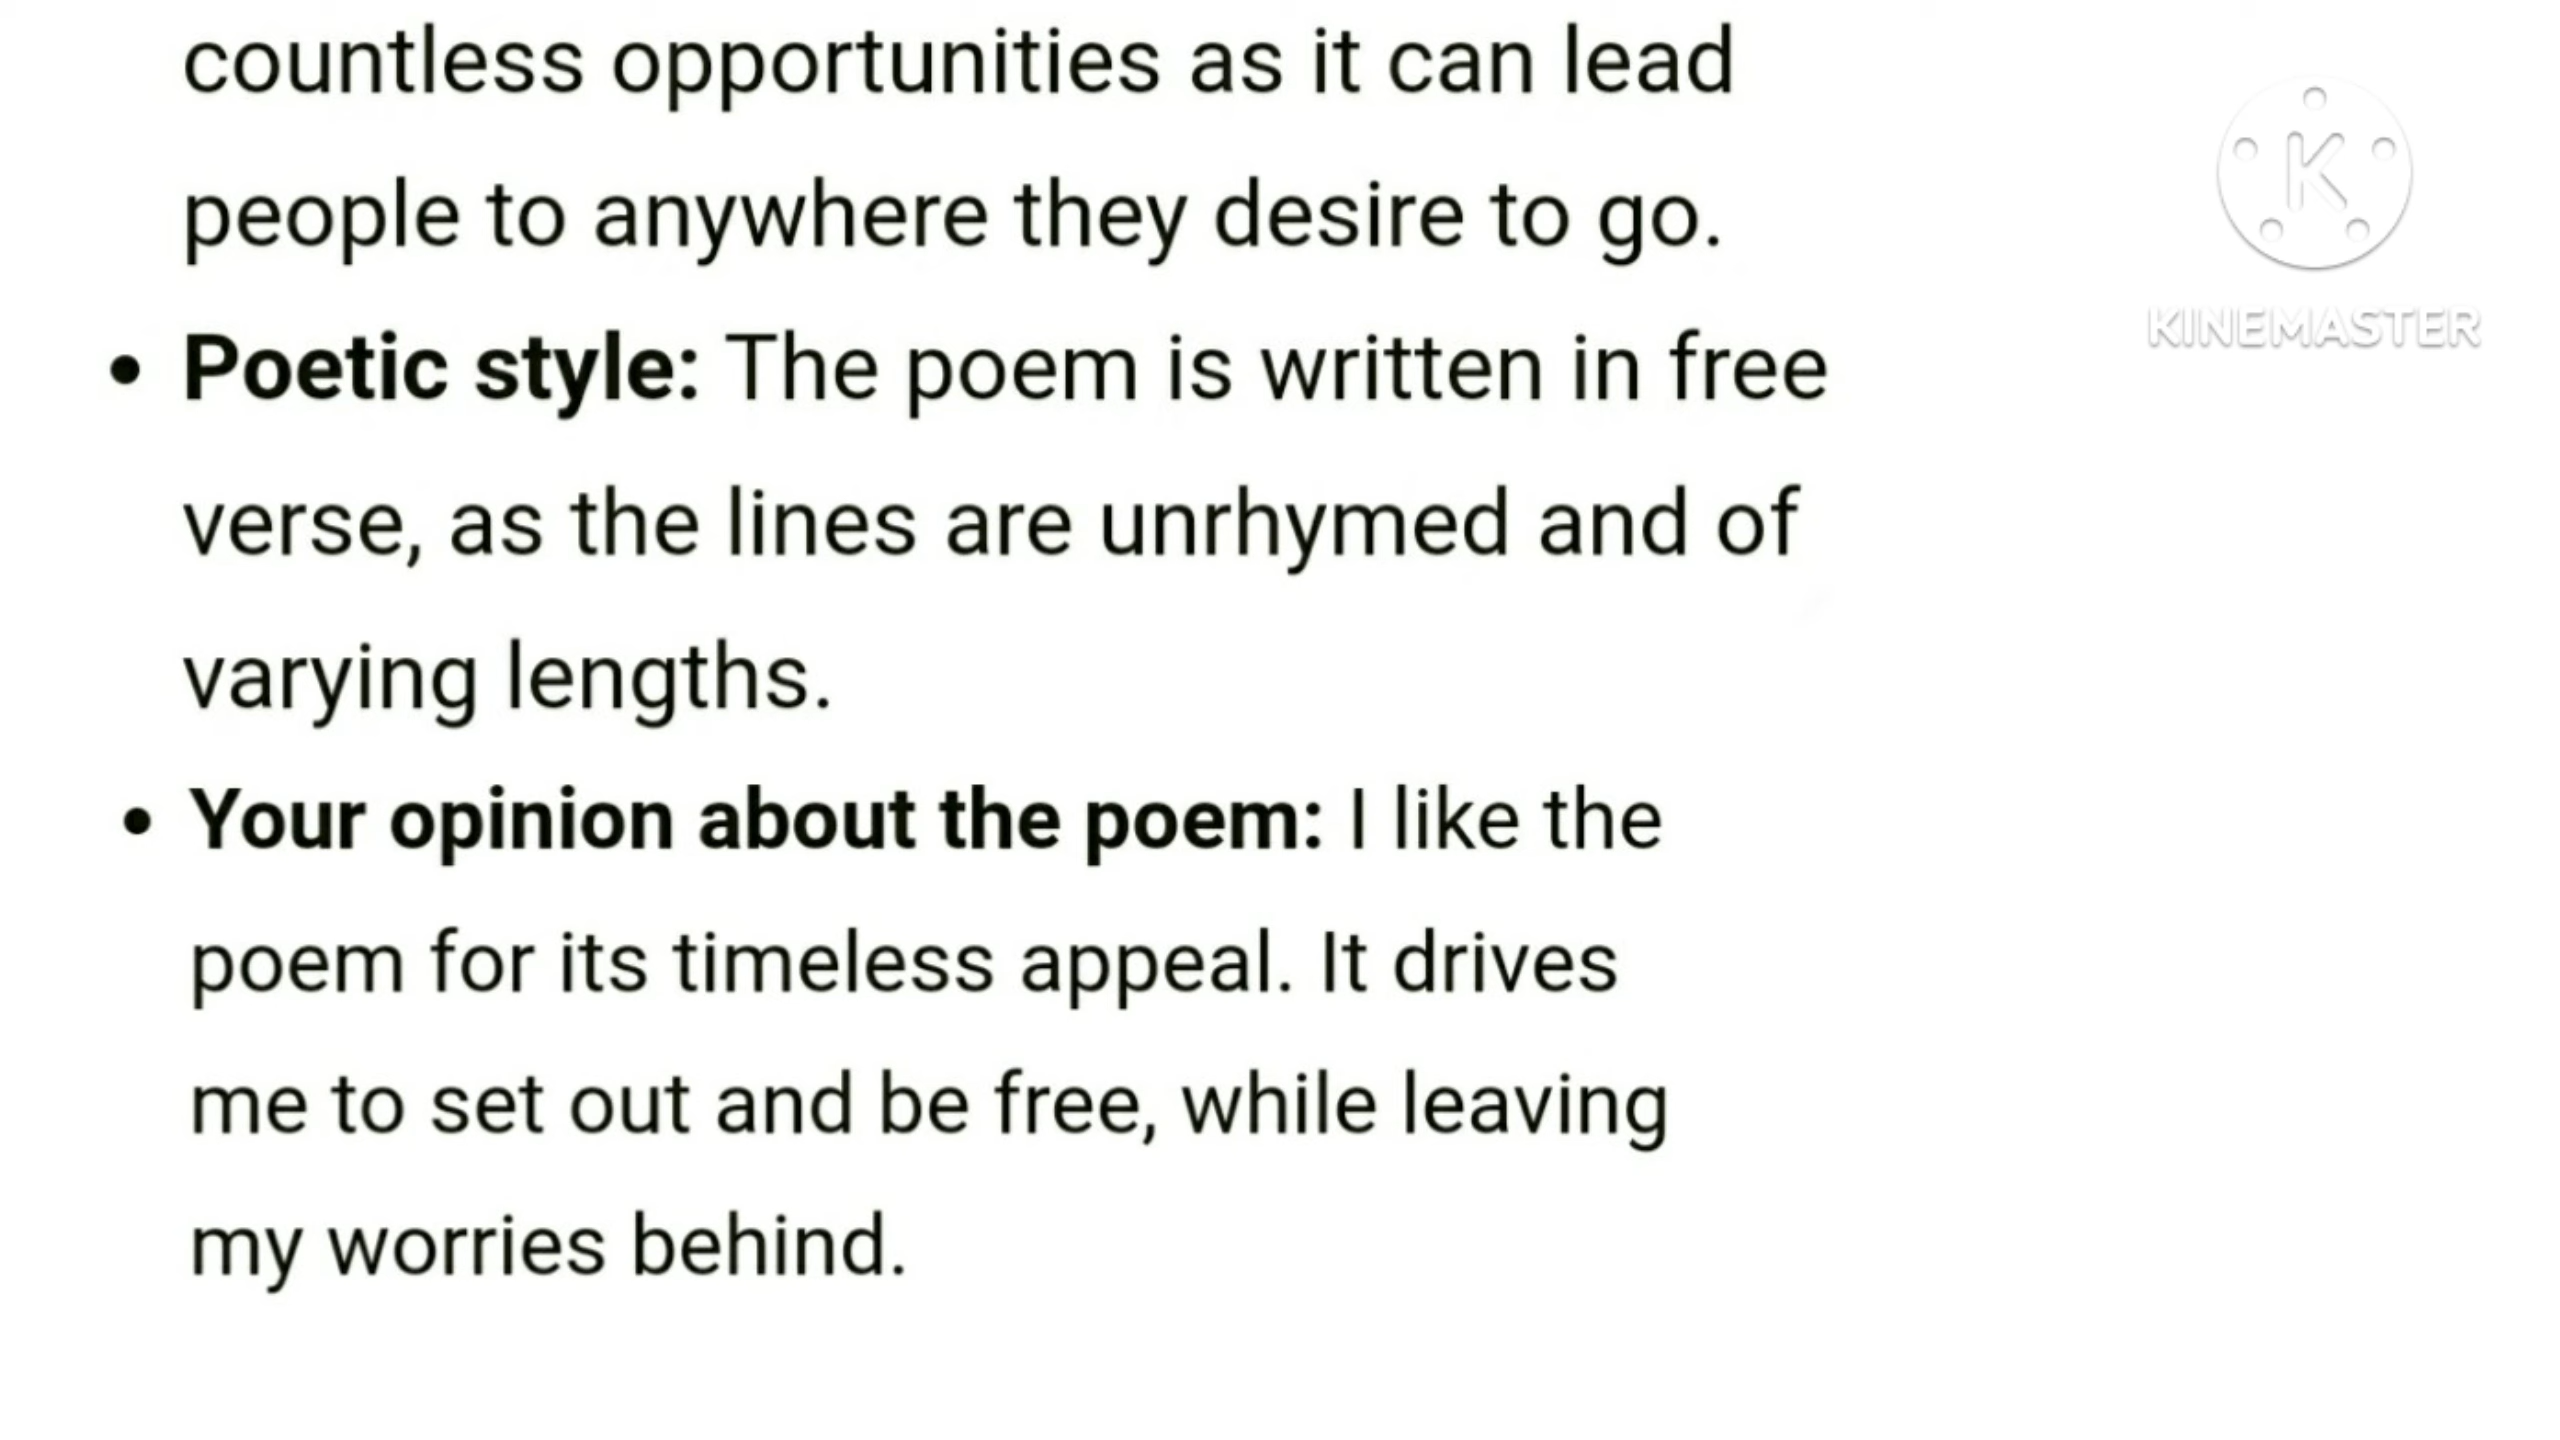 countless opportunities as it can lead
people to anywhere they desire to go.
• Poetic style: The poem is written in free
verse, as the lines are unrhymed and of
varying lengths.
• Your opinion about the poem: I like the
poem for its timeless appeal. It drives
me to set out and be free, while leaving
my worries behind.
K
KINEMASTER